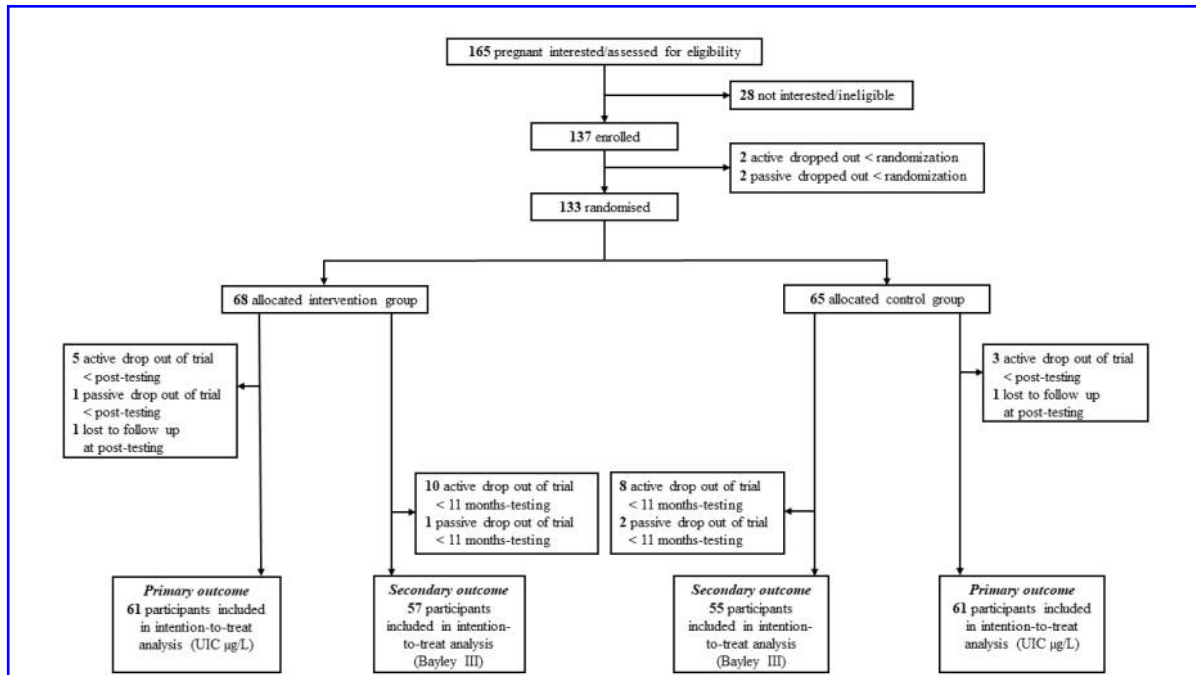 165 pregnant interested/assessed for eligibility
28 not interested/ineligible
137 enrolled
2 active dropped out < randomization
2 passive dropped out < randomization
133 randomised
68 allocated intervention group
65 allocated control group
5 active drop out of trial
< post-testing
1 passive drop out of trial
< post-testing
1 lost to follow up
at post-testing
3 active drop out of trial
< post-testing
1 lost to follow up
at post-testing
10 active drop out of trial
< 11 months-testing
1 passive drop out of trial
< 11 months-testing
8 active drop out of trial
< 11 months-testing
2 passive drop out of trial
< 11 months-testing
Primary outcome
61 participants included
in intention-to-treat
analysis (UIC µg/L)
Secondary outcome
57 participants
included in intention-
to-treat analysis
(Bayley III)
Secondary outcome
55 participants
included in intention-
to-treat analysis
(Bayley III)
Primary outcome
61 participants included
in intention-to-treat
analysis (UIC µg/L)